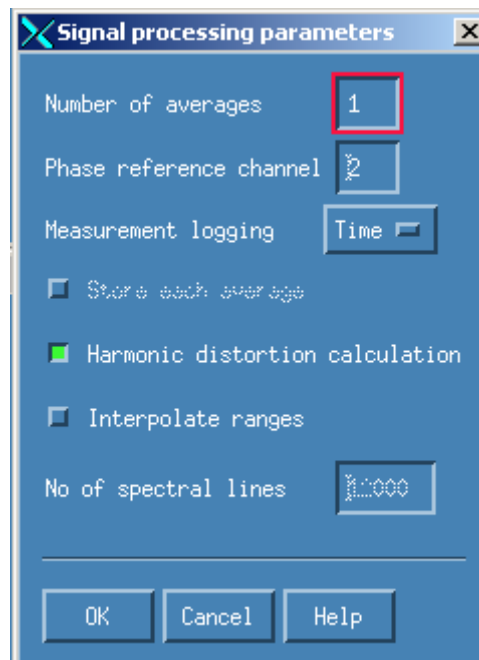 Signal processing parameters
Number of averages 1
Phase reference channel 2
Measurement logging Time
Store each average
Harmonic distortion calculation
Interpolate ranges
No of spectral lines
OK Cancel Help